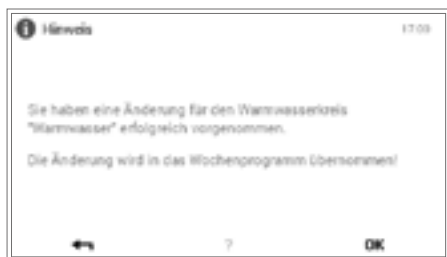 Hinweis
17:03
Sie haben eine Änderung für den Warmwasserkreis
"Warmwasser" erfolgreich vorgenommen.
Die Änderung wird in das Wochenprogramm übernommen!
?
OK